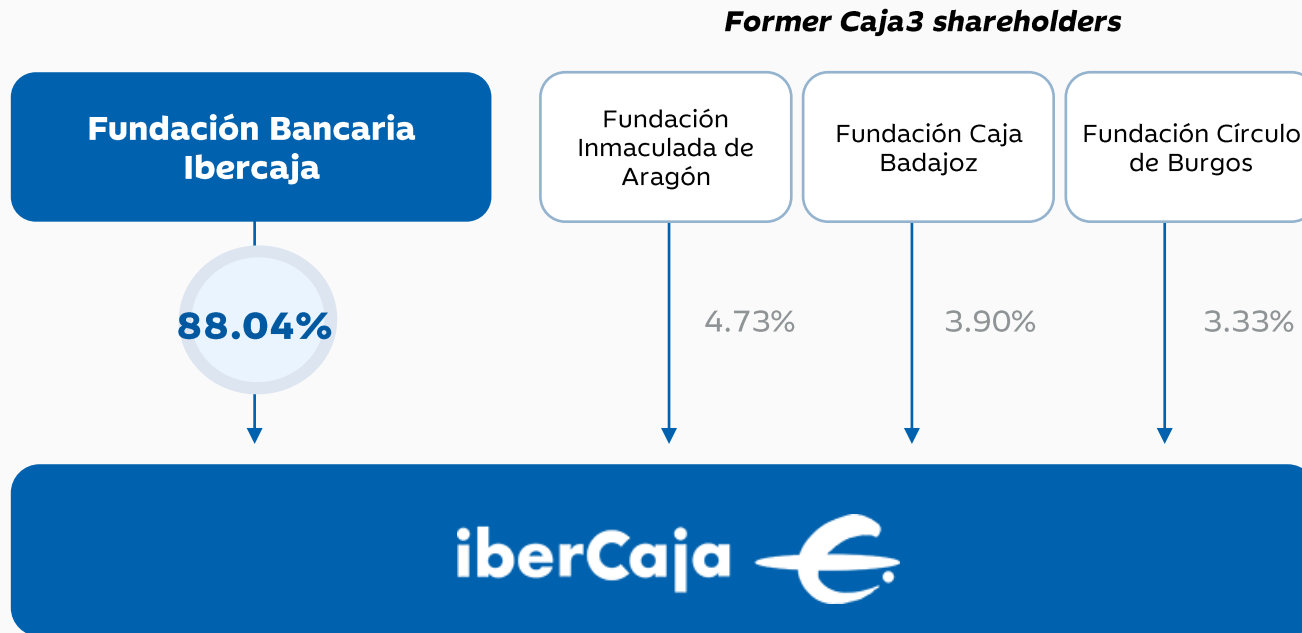 Former Caja3 shareholders
Fundación Bancaria
Ibercaja
Fundación
Inmaculada de
Aragón
Fundación Caja
Badajoz
Fundación Círculo
de Burgos
88.04%
4.73%
3.90%
3.33%
iberCaja